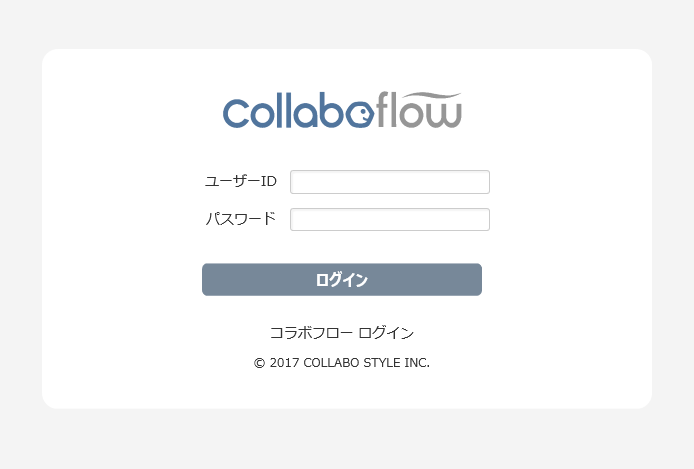 collaboflow
ユーザーID
パスワード
ログイン
コラボフロー ログイン
© 2017 COLLABO STYLE INC.